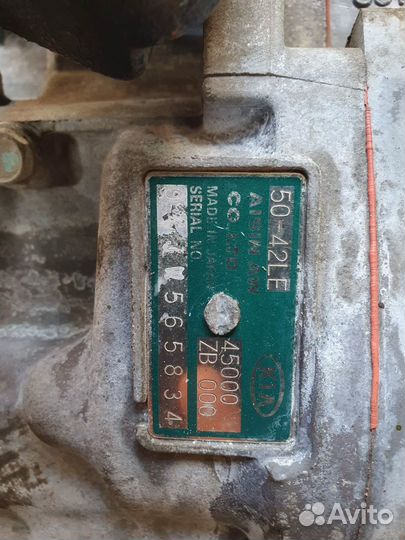 50-42LE
AISIN AW
CO., LTD
MADE IN JAPAN
SERIAL NO.
565834
45000
ZB 000
KIA
Avito